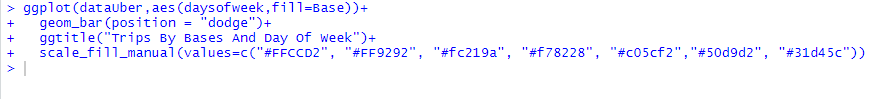 > ggplot(dataUber,aes(daysofweek,fill=Base))+
+   geom_bar(position = "dodge")+
+   ggtitle("Trips By Bases And Day Of Week")+
+   scale_fill_manual(values=c("#FFCCD2", "#FF9292", "#fc219a", "#f78228", "#c05cf2","#50d9d2", "#31d45c"))
>